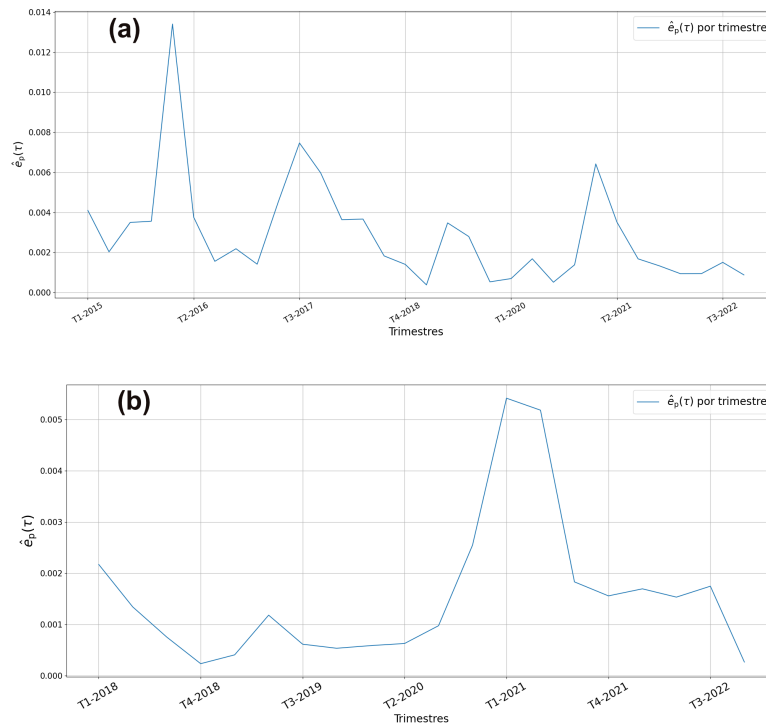 (a)
ê_p(τ) por trimestre
0.014
0.012
0.010
0.008
0.006
0.004
0.002
0.000
ê_p(τ)
T1-2015
T2-2016
T3-2017
T4-2018
T1-2020
T2-2021
T3-2022
Trimestres
(b)
ê_p(τ) por trimestre
0.005
0.004
0.003
0.002
0.001
0.000
ê_p(τ)
T1-2018
T4-2018
T3-2019
T2-2020
T1-2021
T4-2021
T3-2022
Trimestres